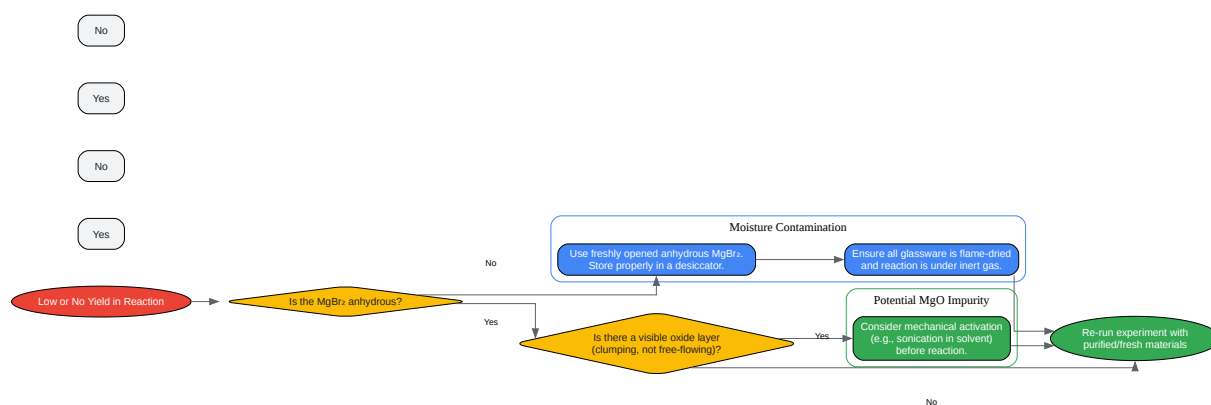 No
Yes
No
Yes
Moisture Contamination
Use freshly opened anhydrous MgBr₂.
Store properly in a desiccator.
Ensure all glassware is flame-dried
and reaction is under inert gas.
No
Low or No Yield in Reaction
Is the MgBr₂ anhydrous?
Yes
Potential MgO Impurity
Is there a visible oxide layer
(clumping, not free-flowing)?
Yes
Consider mechanical activation
(e.g., sonication in solvent)
before reaction.
Re-run experiment with
purified/fresh materials
No